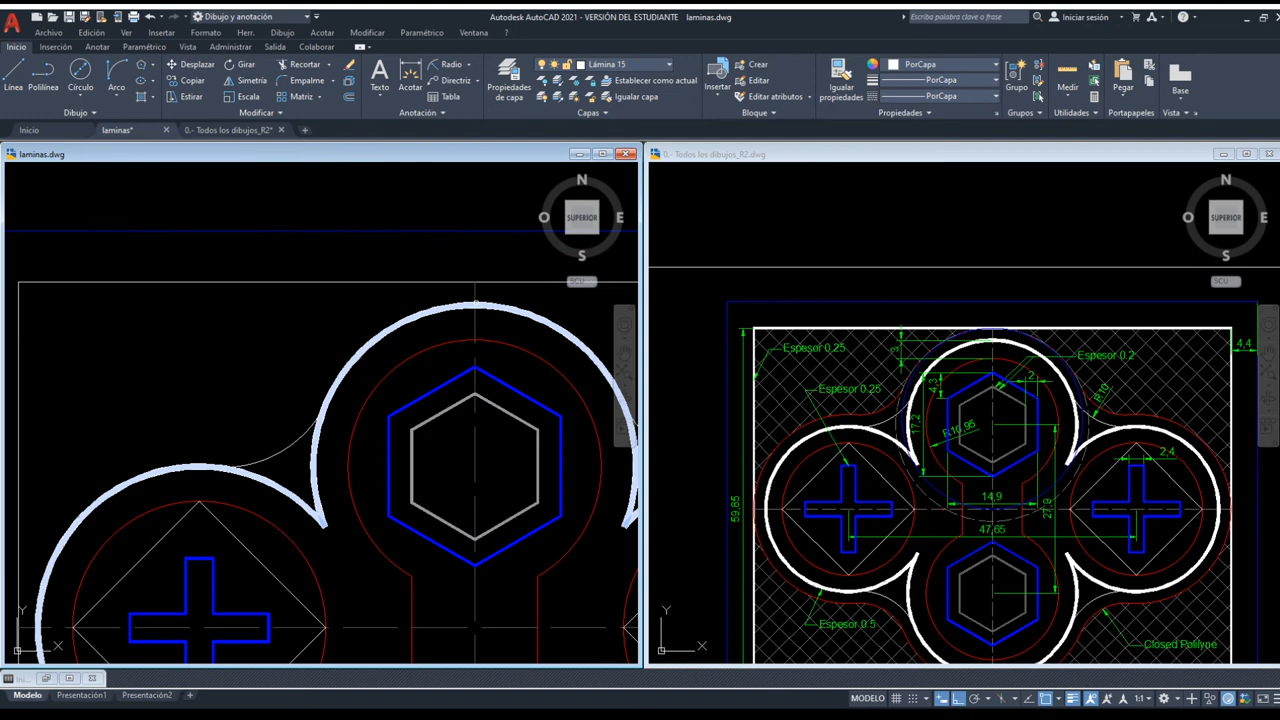 Dibujo y anotación
Autodesk AutoCAD 2021 - VERSIÓN DEL ESTUDIANTE laminas.dwg
Escriba palabra clave o frase
Iniciar sesión
Archivo Edición Ver Insertar Formato Herr. Dibujo Acotar Modificar Paramétrico Ventana ?
Inicio Inserción Anotar Paramétrico Vista Administrar Salida Colaborar
Línea Polilínea Círculo Arco
Desplazar Girar Recortar
Copiar Simetría Empalme
Estirar Escala Matriz
Texto Acotar
Radio
Directriz
Tabla
Propiedades de capa
Lámina 15
Establecer como actual
Igualar capa
Insertar
Crear
Editar
Editar atributos
Igualar propiedades
PorCapa
PorCapa
PorCapa
Grupo
Medir
Pegar
Base
Dibujo Modificar Anotación Capas Bloque Propiedades Grupos Utilidades Portapapeles Vista
Inicio laminas* 0.- Todos los dibujos_R2*
laminas.dwg
N
O SUPERIOR E
S
SCU
Y
X
0.- Todos los dibujos_R2.dwg
N
O SUPERIOR E
S
SCU
Espesor 0.25
3
Espesor 0.2
4,4
Espesor 0.25
4,3
2
R10
17,2
R10,95
2,4
14,9
59,85
27,9
47,65
Espesor 0.5
Closed Polilyne
Y
X
Ini...
Modelo Presentación1 Presentación2
MODELO
1:1